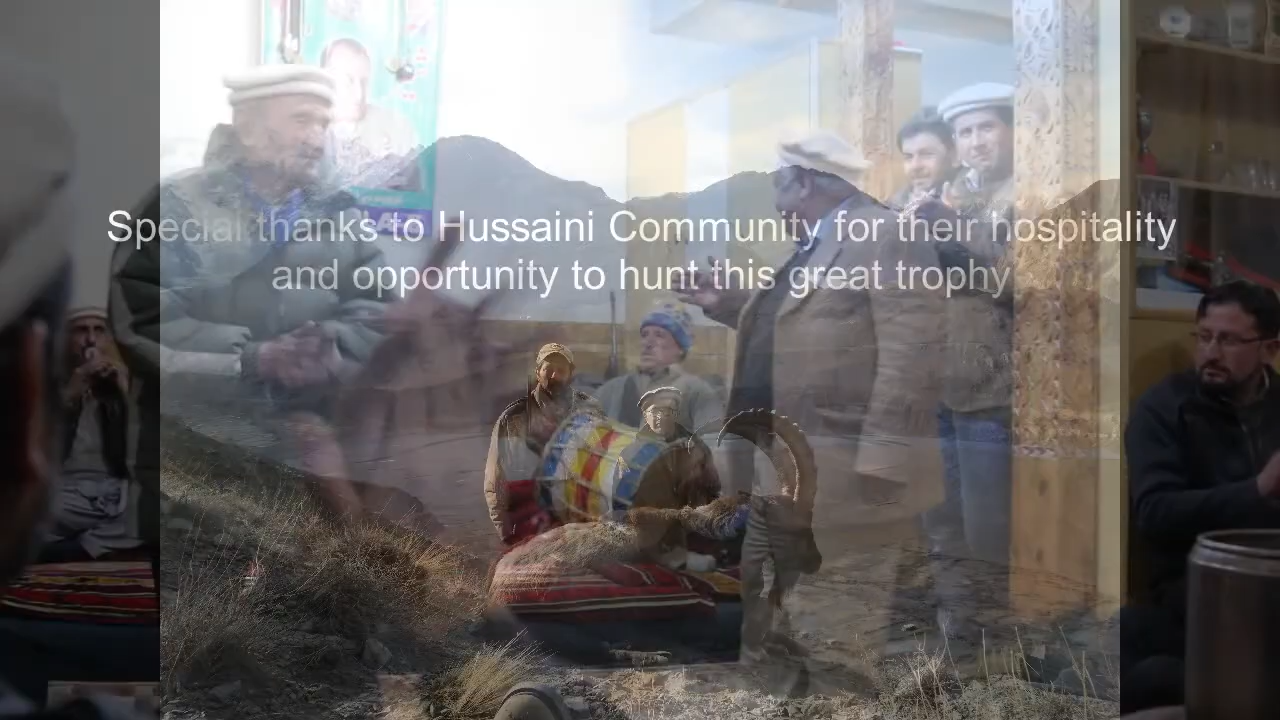 Special thanks to Hussaini Community for their hospitality
and opportunity to hunt this great trophy